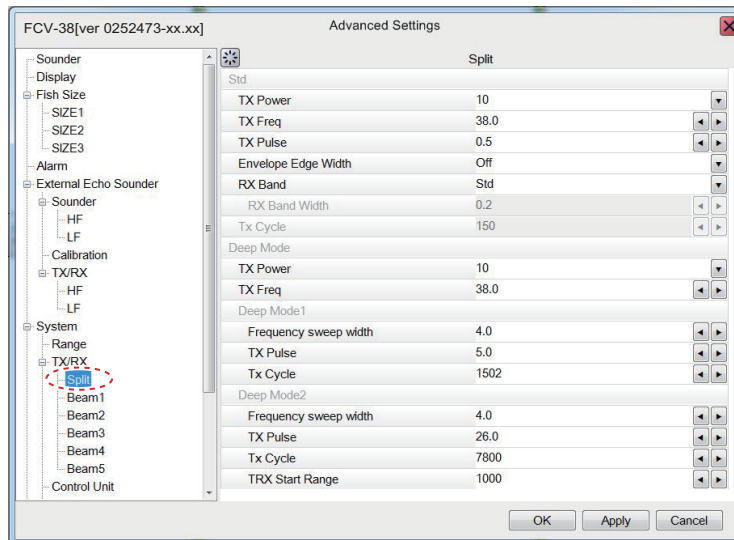 FCV-38[ver 0252473-xx.xx]
Advanced Settings
Sounder
Display
Fish Size
SIZE1
SIZE2
SIZE3
Alarm
External Echo Sounder
Sounder
HF
LF
Calibration
TX/RX
HF
LF
System
Range
TX/RX
Split
Beam1
Beam2
Beam3
Beam4
Beam5
Control Unit
Split
Std
TX Power 10
TX Freq 38.0
TX Pulse 0.5
Envelope Edge Width Off
RX Band Std
RX Band Width 0.2
Tx Cycle 150
Deep Mode
TX Power 10
TX Freq 38.0
Deep Mode1
Frequency sweep width 4.0
TX Pulse 5.0
Tx Cycle 1502
Deep Mode2
Frequency sweep width 4.0
TX Pulse 26.0
Tx Cycle 7800
TRX Start Range 1000
OK Apply Cancel